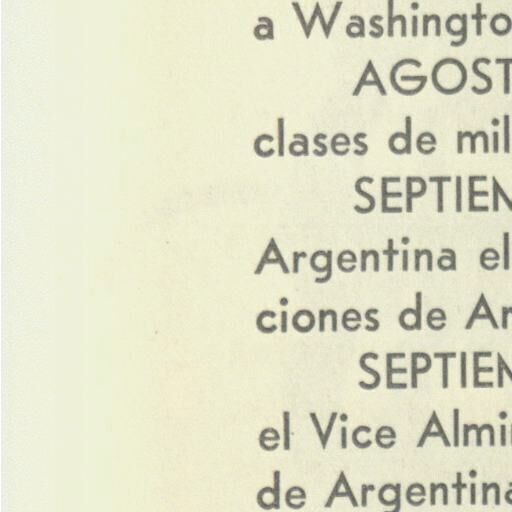 a Washingto
AGOST
clases de mil
SEPTIEN
Argentina el
ciones de Ar
SEPTIEN
el Vice Almi
de Argentina